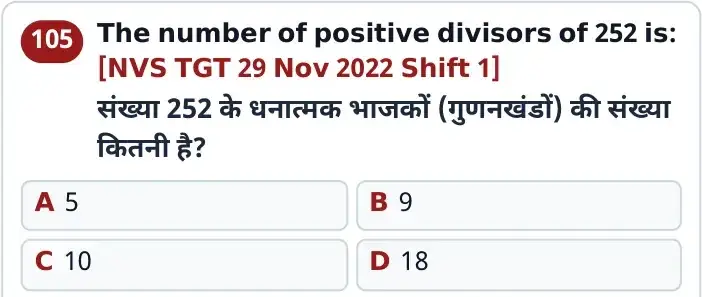 105 The number of positive divisors of 252 is:
[NVS TGT 29 Nov 2022 Shift 1]
संख्या 252 के धनात्मक भाजकों (गुणनखंडों) की संख्या
कितनी है?
A 5
B 9
C 10
D 18